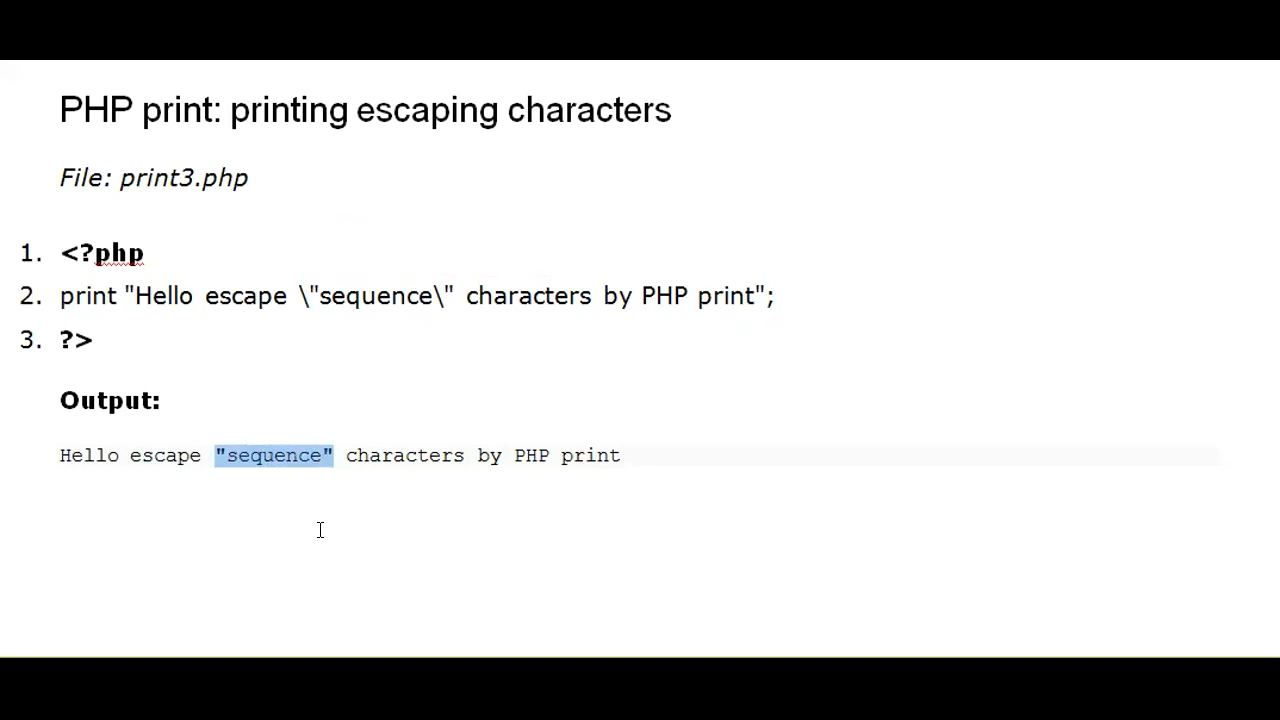 PHP print: printing escaping characters
File: print3.php
1. <?php
2. print "Hello escape \"sequence\" characters by PHP print";
3. ?>
Output:
Hello escape "sequence" characters by PHP print